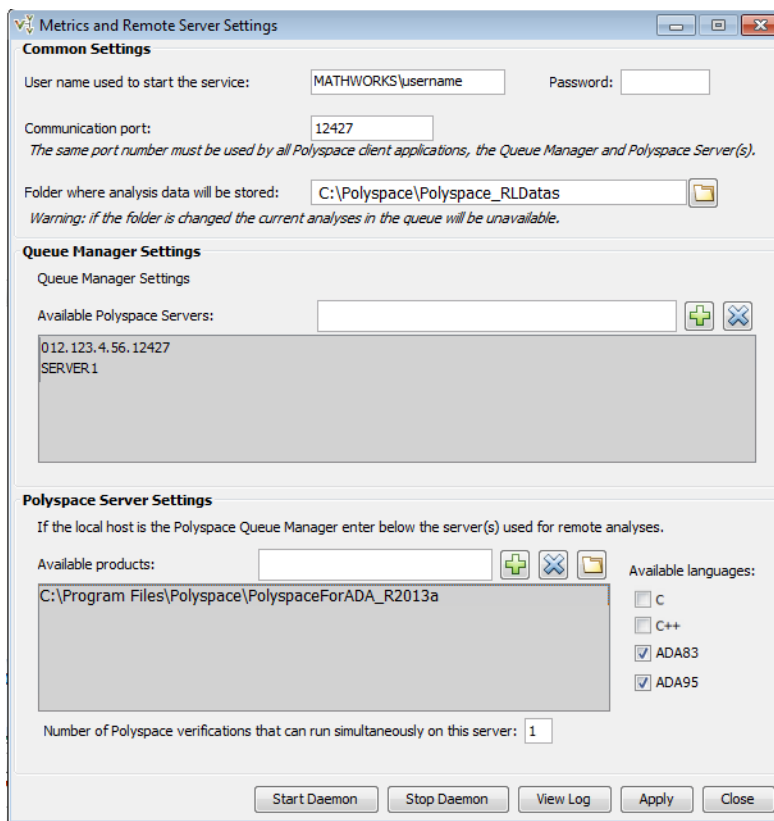 Metrics and Remote Server Settings
Common Settings
User name used to start the service: MATHWORKS\username Password:
Communication port: 12427
The same port number must be used by all Polyspace client applications, the Queue Manager and Polyspace Server(s).
Folder where analysis data will be stored: C:\Polyspace\Polyspace_RLDatas
Warning: if the folder is changed the current analyses in the queue will be unavailable.
Queue Manager Settings
Queue Manager Settings
Available Polyspace Servers:
012.123.4.56.12427
SERVER1
Polyspace Server Settings
If the local host is the Polyspace Queue Manager enter below the server(s) used for remote analyses.
Available products:
Available languages:
C:\Program Files\Polyspace\PolyspaceForADA_R2013a
C
C++
ADA83
ADA95
Number of Polyspace verifications that can run simultaneously on this server: 1
Start Daemon Stop Daemon View Log Apply Close